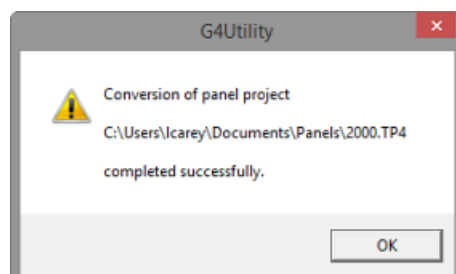 G4Utility
Conversion of panel project
C:\Users\lcarey\Documents\Panels\2000.TP4
completed successfully.
OK